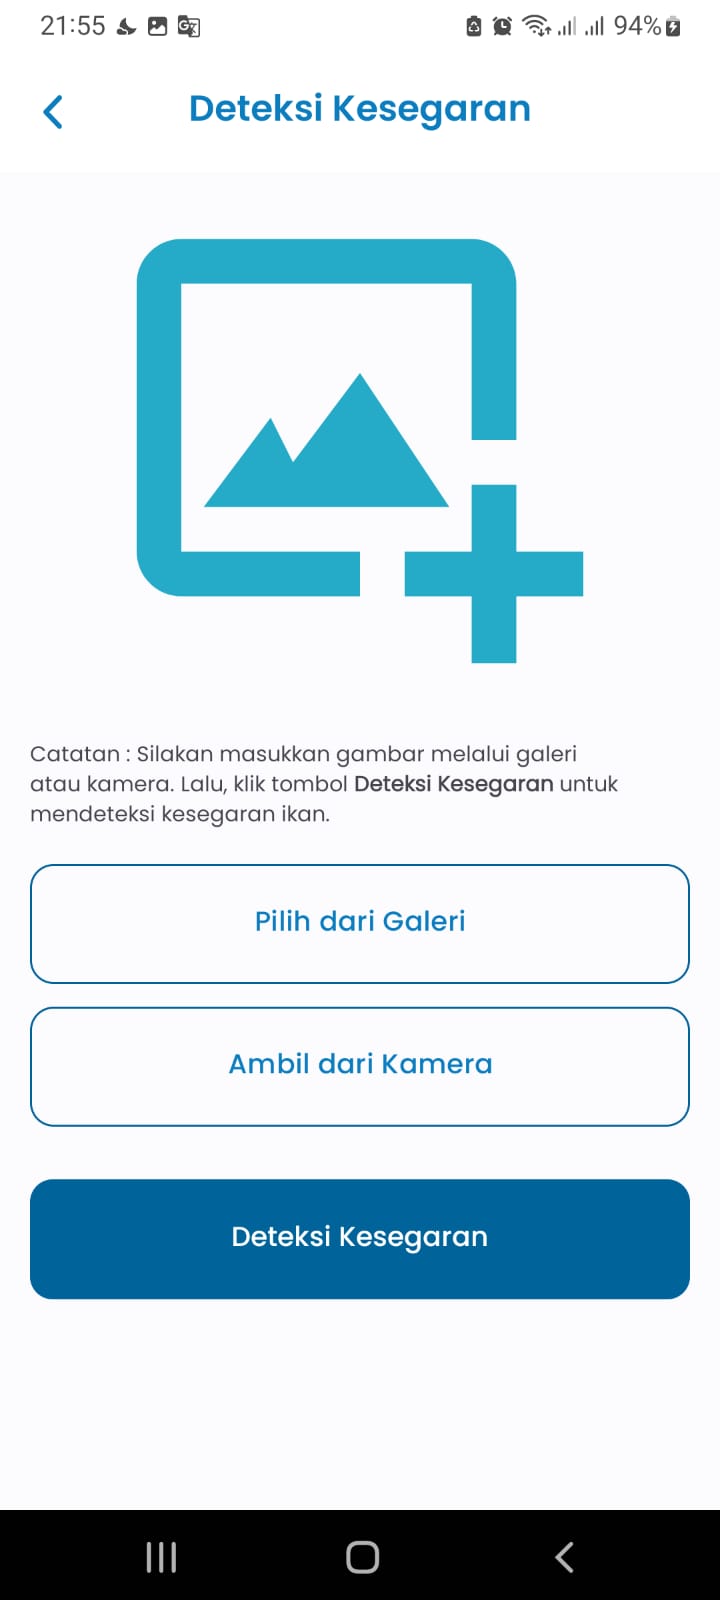 21:55
94%
Deteksi Kesegaran
Catatan : Silakan masukkan gambar melalui galeri
atau kamera. Lalu, klik tombol Deteksi Kesegaran untuk
mendeteksi kesegaran ikan.
Pilih dari Galeri
Ambil dari Kamera
Deteksi Kesegaran